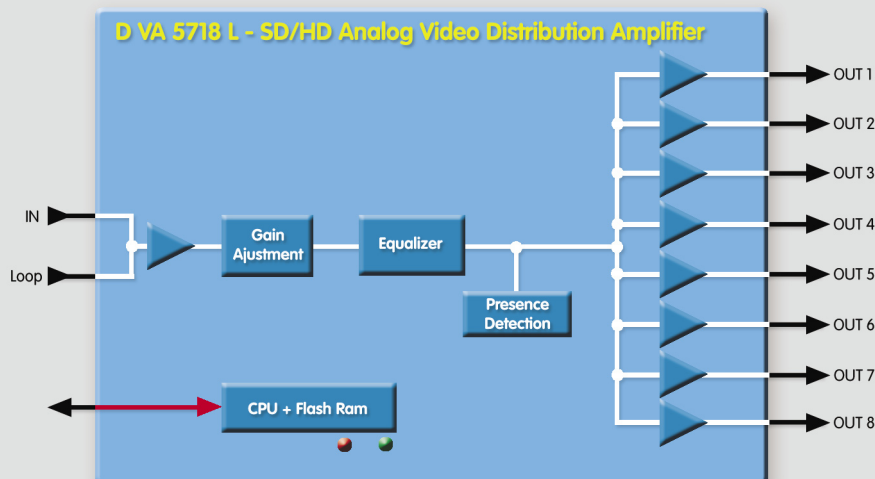 D VA 5718 L - SD/HD Analog Video Distribution Amplifier
OUT 1
OUT 2
OUT 3
IN
OUT 4
Gain
Ajustment
Equalizer
Loop
OUT 5
Presence
Detection
OUT 6
OUT 7
CPU + Flash Ram
OUT 8